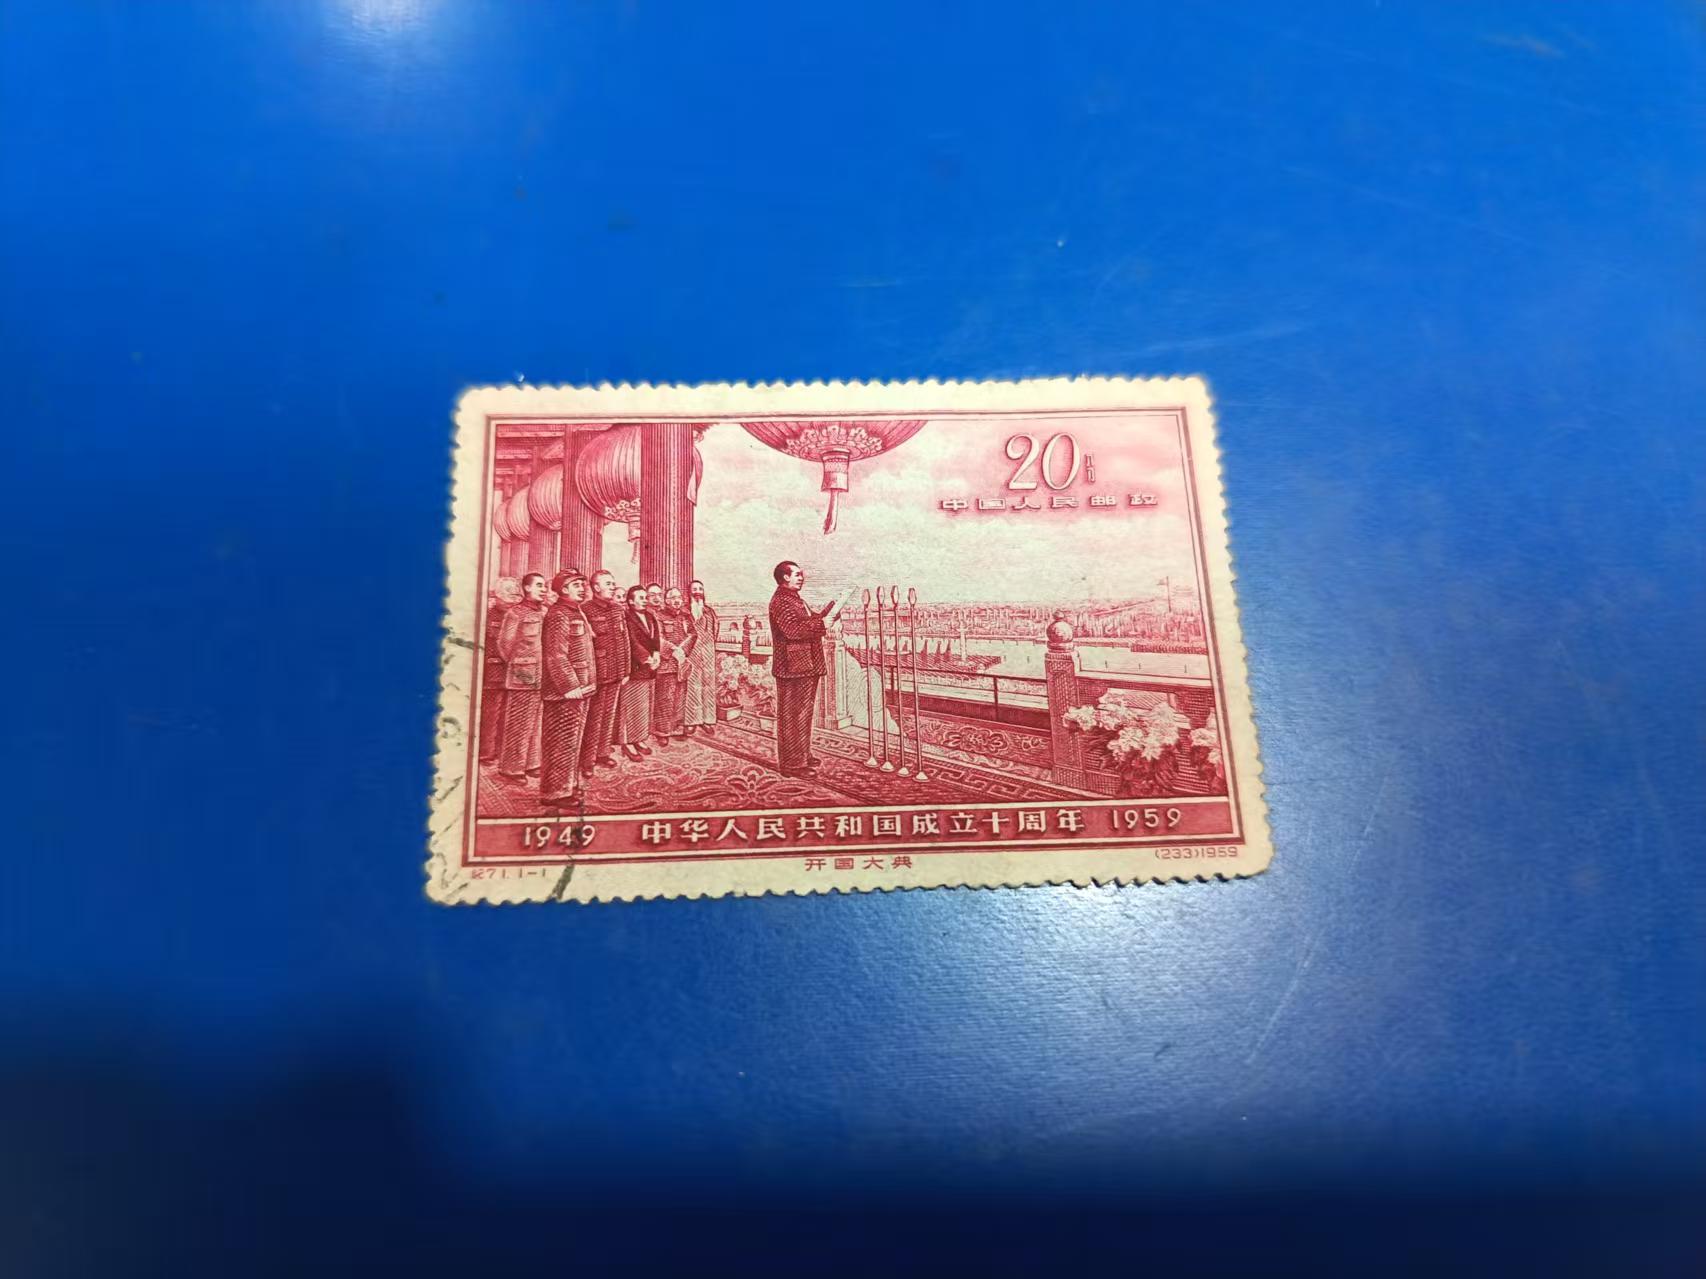 20分
中国人民邮政
1949 中华人民共和国成立十周年 1959
纪71.1-1 开国大典 (233)1959